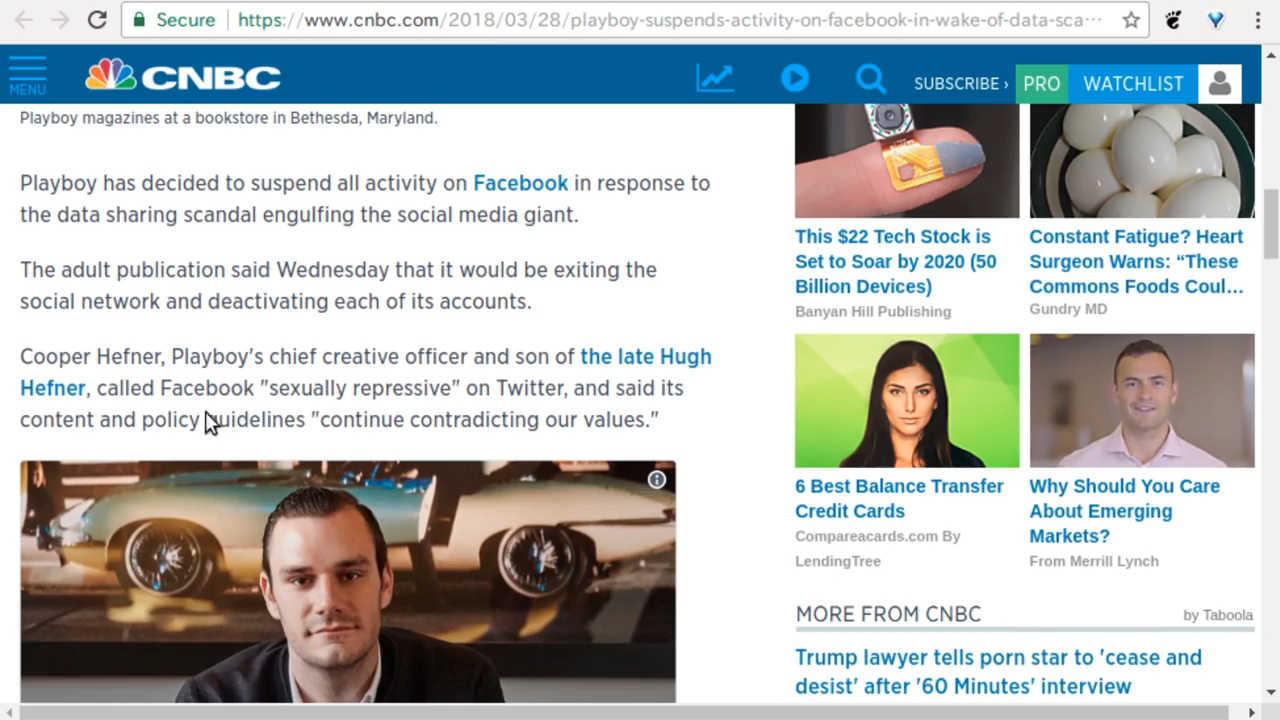 Secure
https://www.cnbc.com/2018/03/28/playboy-suspends-activity-on-facebook-in-wake-of-data-sca…
MENU
CNBC
SUBSCRIBE ›
PRO
WATCHLIST
Playboy magazines at a bookstore in Bethesda, Maryland.
Playboy has decided to suspend all activity on Facebook in response to
the data sharing scandal engulfing the social media giant.
The adult publication said Wednesday that it would be exiting the
social network and deactivating each of its accounts.
Cooper Hefner, Playboy's chief creative officer and son of the late Hugh
Hefner, called Facebook "sexually repressive" on Twitter, and said its
content and policy guidelines "continue contradicting our values."
This $22 Tech Stock is
Set to Soar by 2020 (50
Billion Devices)
Banyan Hill Publishing
Constant Fatigue? Heart
Surgeon Warns: “These
Commons Foods Coul…
Gundry MD
6 Best Balance Transfer
Credit Cards
Compareacards.com By
LendingTree
Why Should You Care
About Emerging
Markets?
From Merrill Lynch
MORE FROM CNBC
by Taboola
Trump lawyer tells porn star to 'cease and
desist' after '60 Minutes' interview